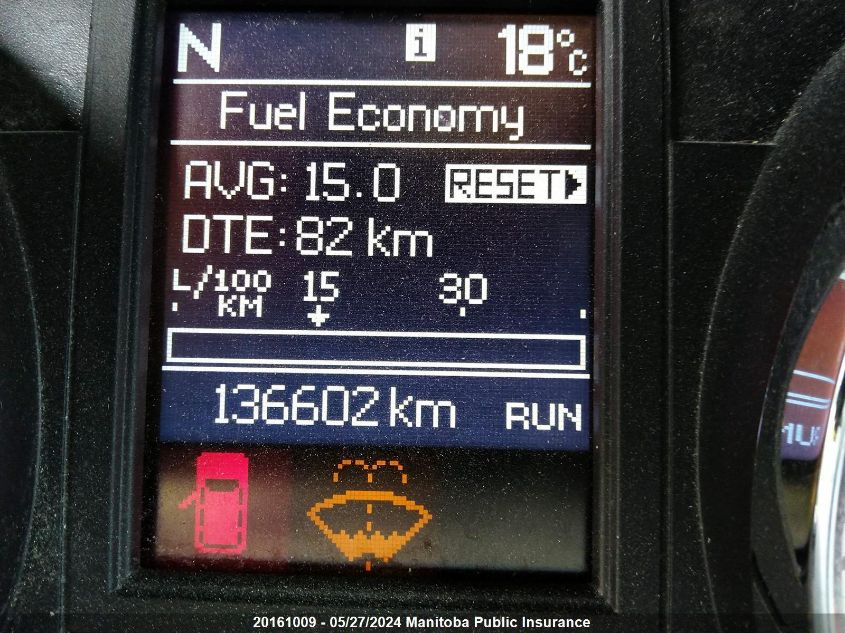 N i 18°C
Fuel Economy
AVG: 15.0 RESET▶
DTE: 82 km
L/100 KM 15 30
136602 km RUN
20161009 - 05/27/2024 Manitoba Public Insurance